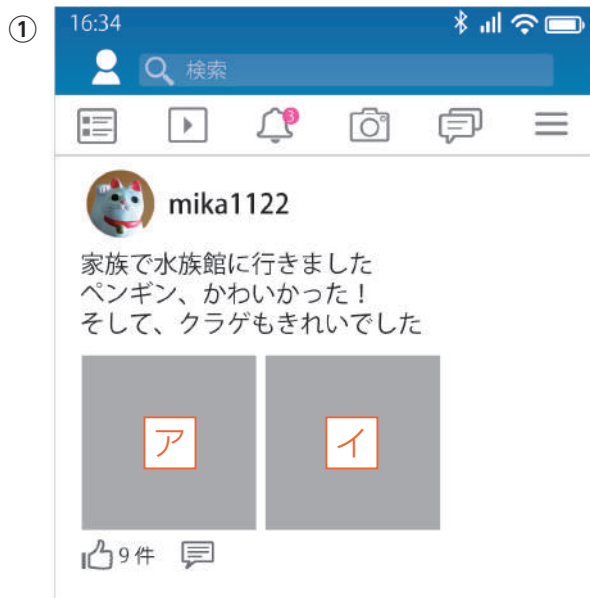 ①
16:34
検索
3
mika1122
家族で水族館に行きました
ペンギン、かわいかった！
そして、クラゲもきれいでした
ア
イ
9件